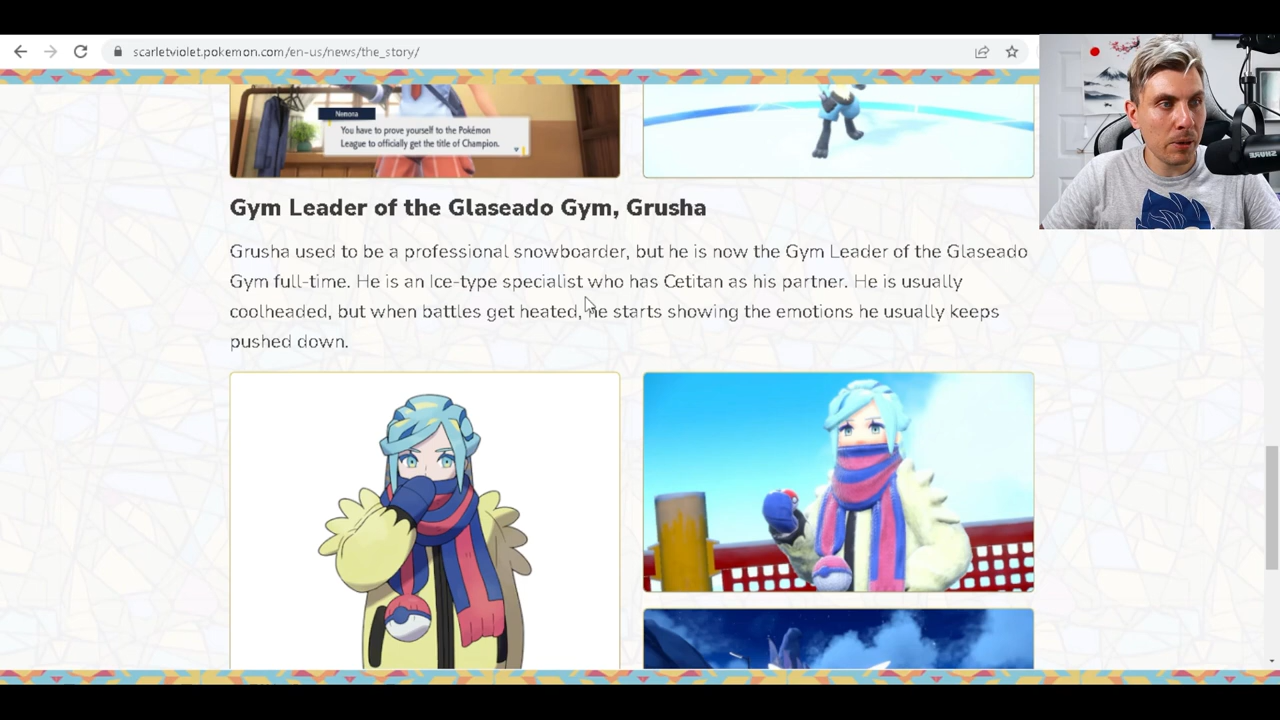 scarletviolet.pokemon.com/en-us/news/the_story/
Nemona
You have to prove yourself to the Pokémon
League to officially get the title of Champion.
Gym Leader of the Glaseado Gym, Grusha
Grusha used to be a professional snowboarder, but he is now the Gym Leader of the Glaseado
Gym full-time. He is an Ice-type specialist who has Cetitan as his partner. He is usually
coolheaded, but when battles get heated, he starts showing the emotions he usually keeps
pushed down.
SHURE